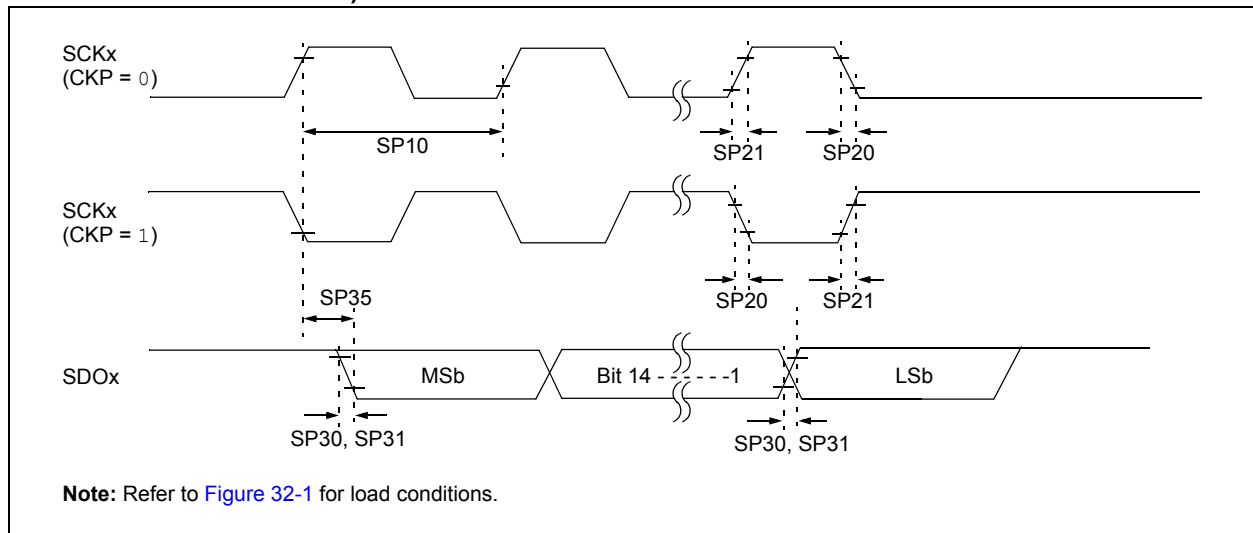 SCKx
(CKP = 0)
SP10
SP21
SP20
SCKx
(CKP = 1)
SP35
SP20
SP21
SDOx
MSb
Bit 14 - - - - - -1
LSb
SP30, SP31
SP30, SP31
Note: Refer to Figure 32-1 for load conditions.